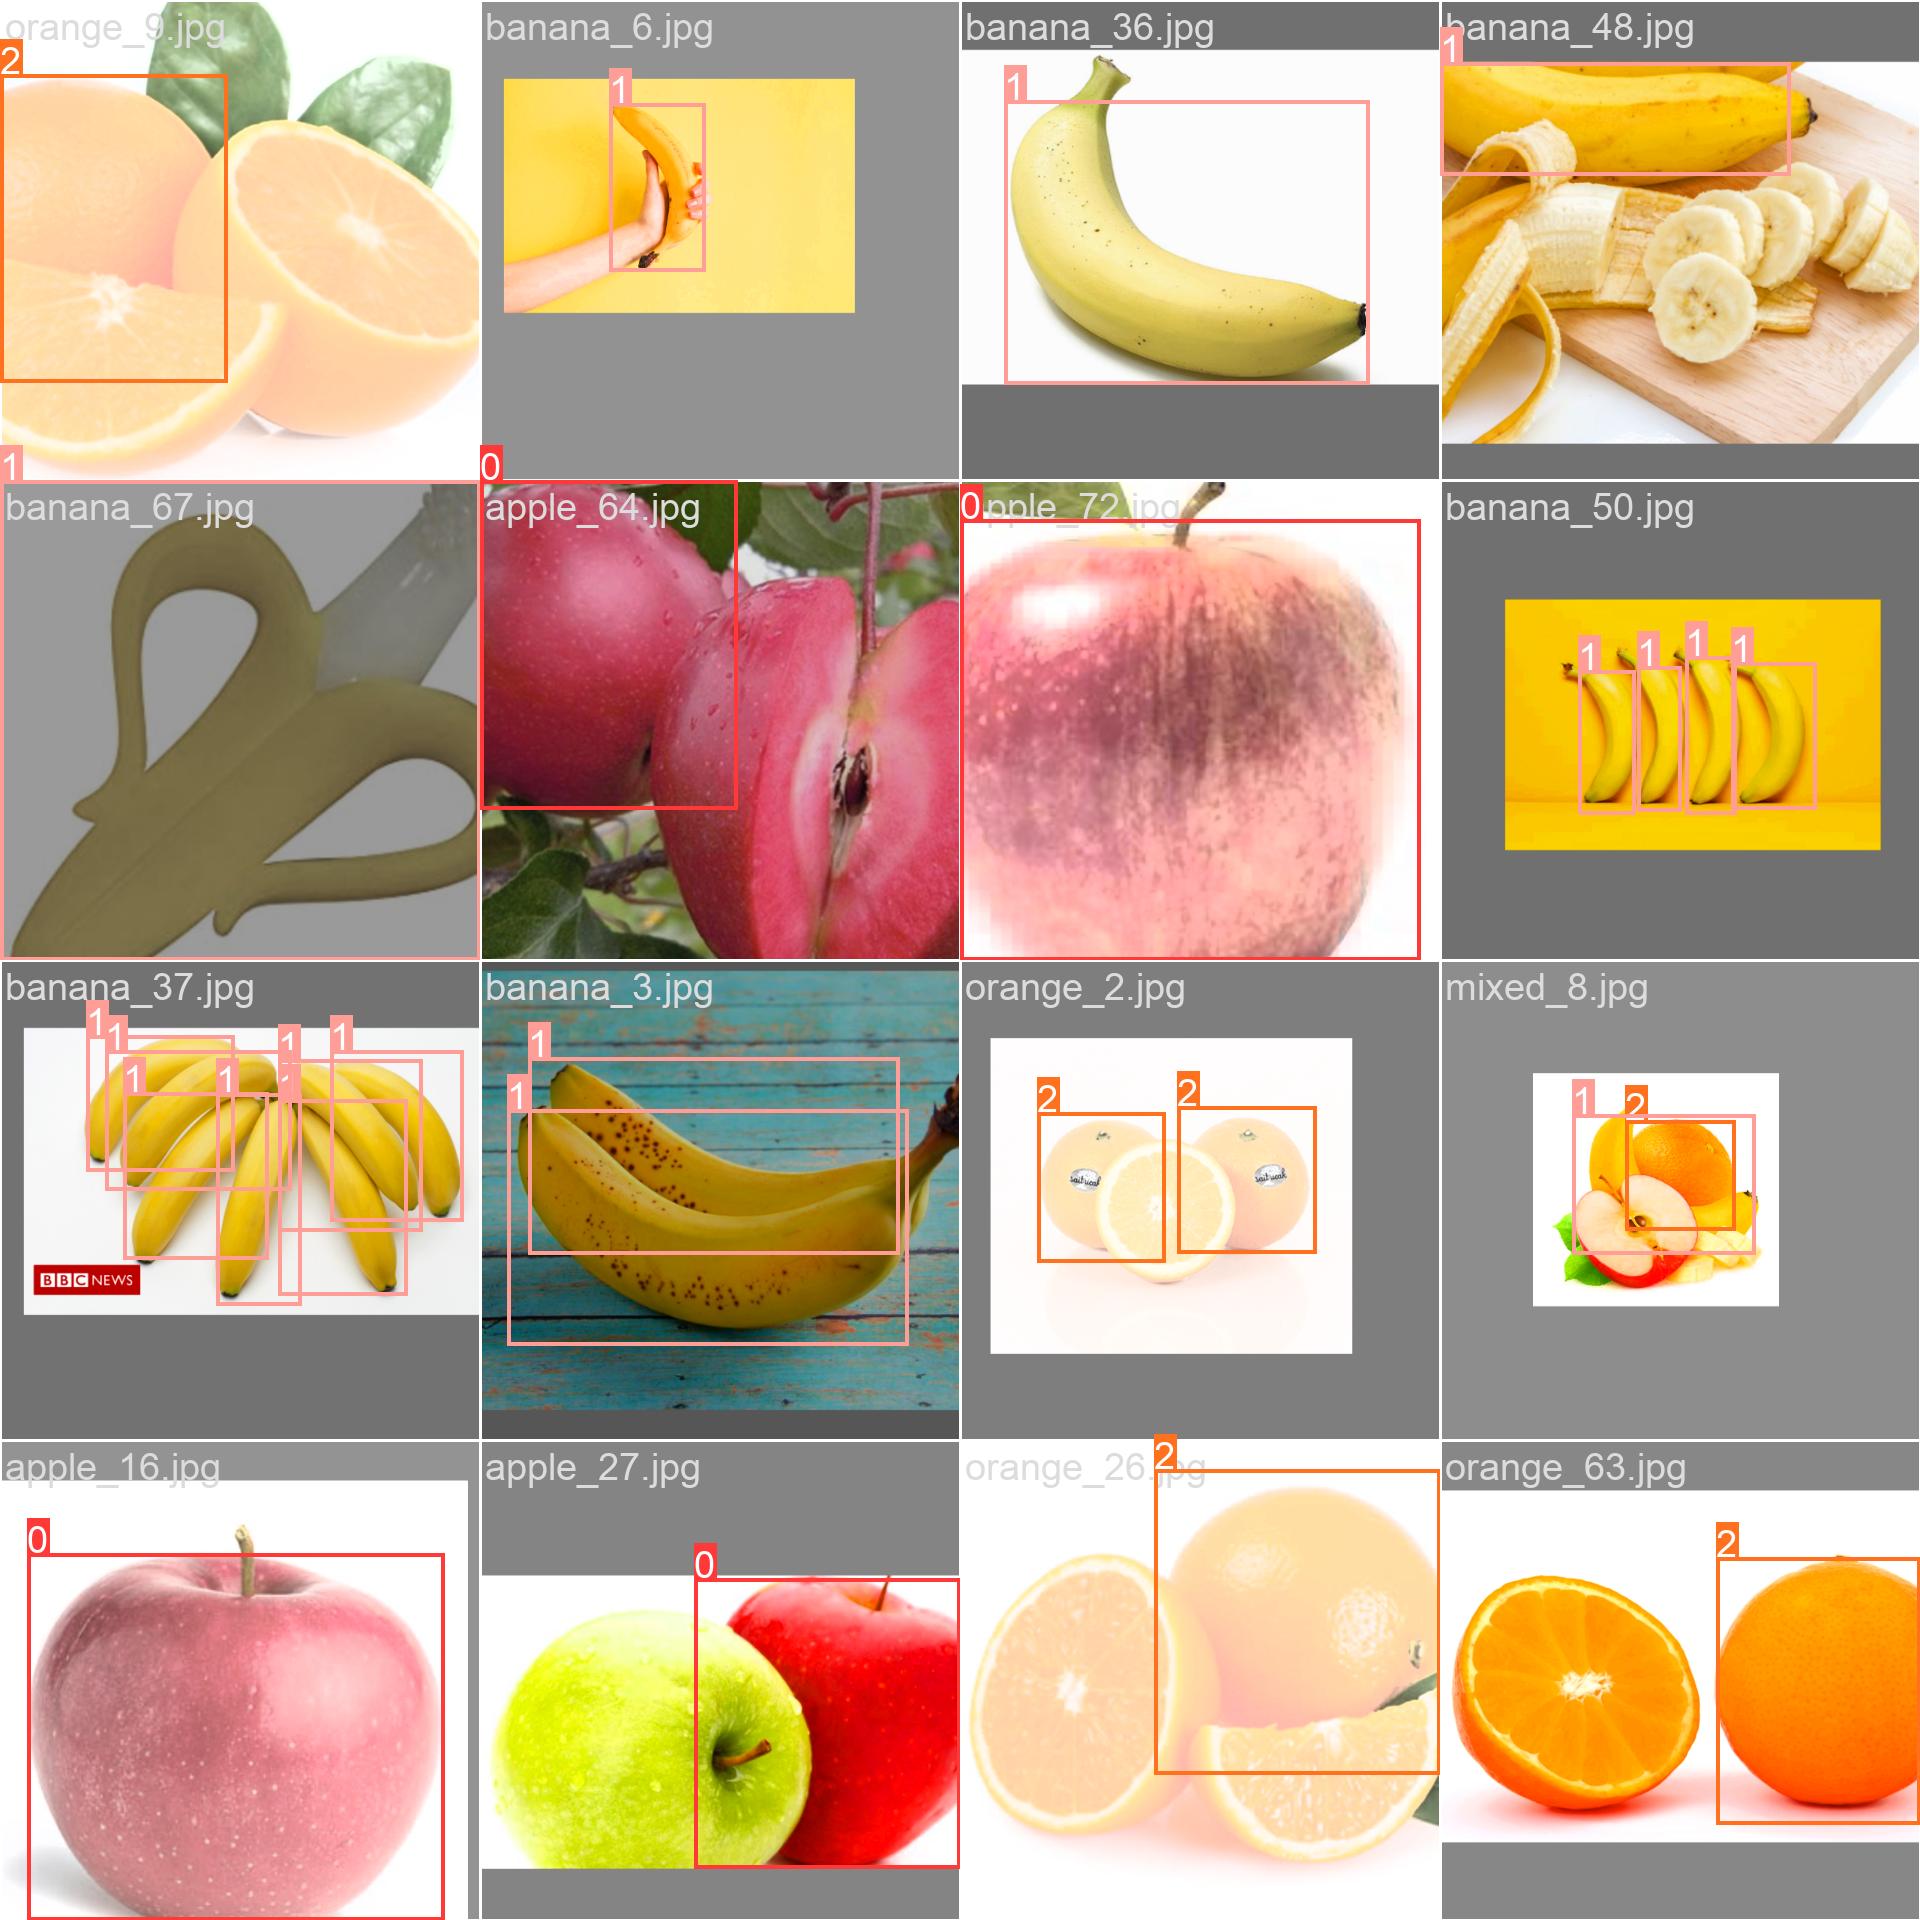 orange_9.jpg
banana_6.jpg
banana_36.jpg
banana_48.jpg
2
1
1
1
1
banana_67.jpg
0
apple_64.jpg
0
pple_72.jpg
banana_50.jpg
1
1
1
1
banana_37.jpg
banana_3.jpg
orange_2.jpg
mixed_8.jpg
1
1
1
1
1
1
BBC NEWS
1
1
2
2
1
2
apple_16.jpg
apple_27.jpg
orange_26.jpg
orange_63.jpg
0
0
2
2